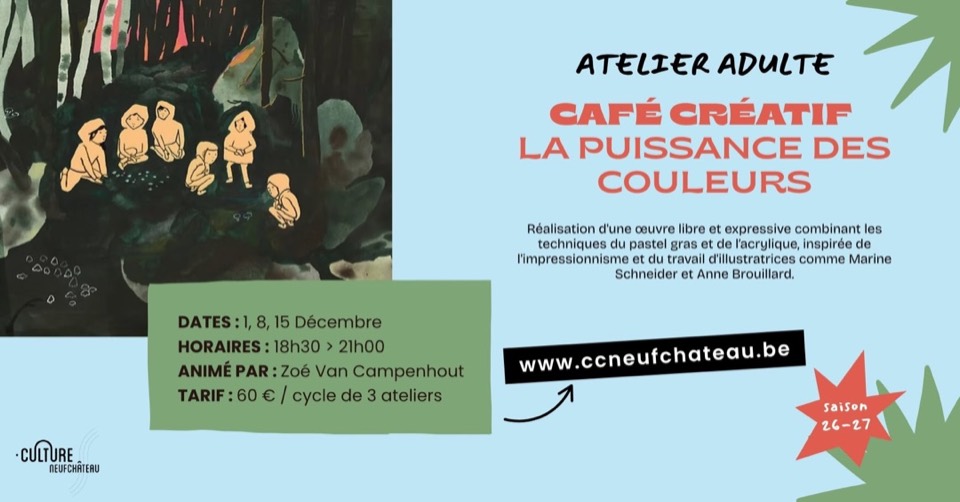 ATELIER ADULTE
CAFÉ CRÉATIF
LA PUISSANCE DES
COULEURS
Réalisation d'une œuvre libre et expressive combinant les
techniques du pastel gras et de l'acrylique, inspirée de
l'impressionnisme et du travail d'illustratrices comme Marine
Schneider et Anne Brouillard.
DATES : 1, 8, 15 Décembre
HORAIRES : 18h30 > 21h00
ANIMÉ PAR : Zoé Van Campenhout
TARIF : 60 € / cycle de 3 ateliers
www.ccneufchateau.be
saison
26-27
CULTURE
NEUFCHÂTEAU